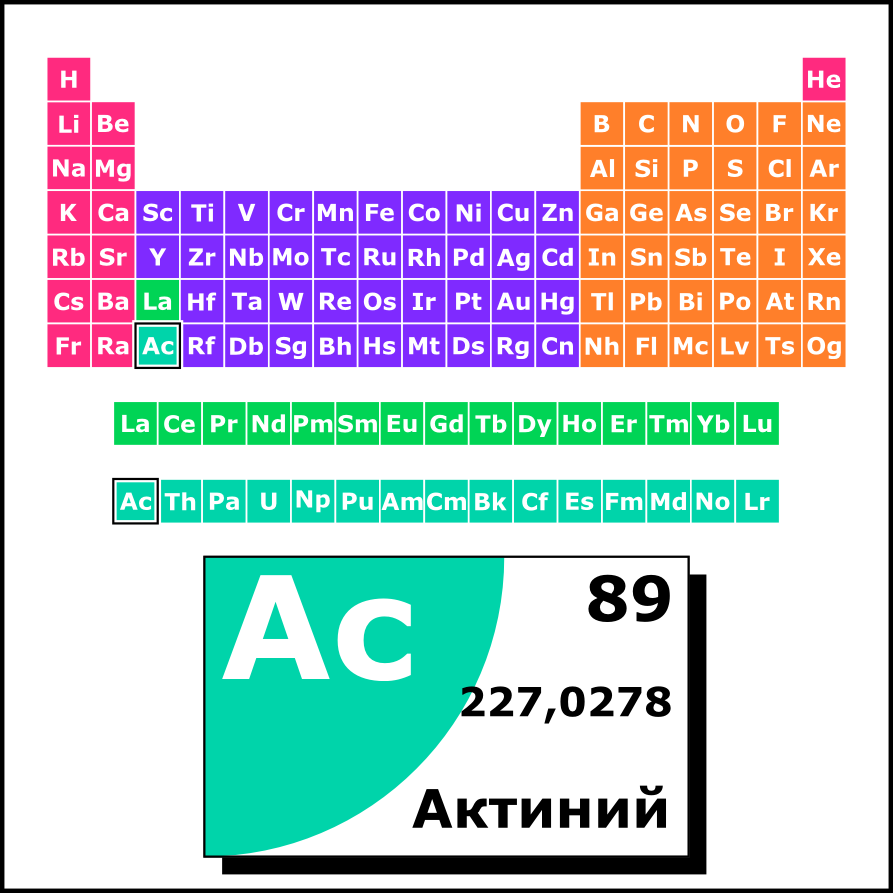 H He
Li Be B C N O F Ne
Na Mg Al Si P S Cl Ar
K Ca Sc Ti V Cr Mn Fe Co Ni Cu Zn Ga Ge As Se Br Kr
Rb Sr Y Zr Nb Mo Tc Ru Rh Pd Ag Cd In Sn Sb Te I Xe
Cs Ba La Hf Ta W Re Os Ir Pt Au Hg Tl Pb Bi Po At Rn
Fr Ra Ac Rf Db Sg Bh Hs Mt Ds Rg Cn Nh Fl Mc Lv Ts Og
La Ce Pr Nd Pm Sm Eu Gd Tb Dy Ho Er Tm Yb Lu
Ac Th Pa U Np Pu Am Cm Bk Cf Es Fm Md No Lr
Ac 89
227,0278
Актиний